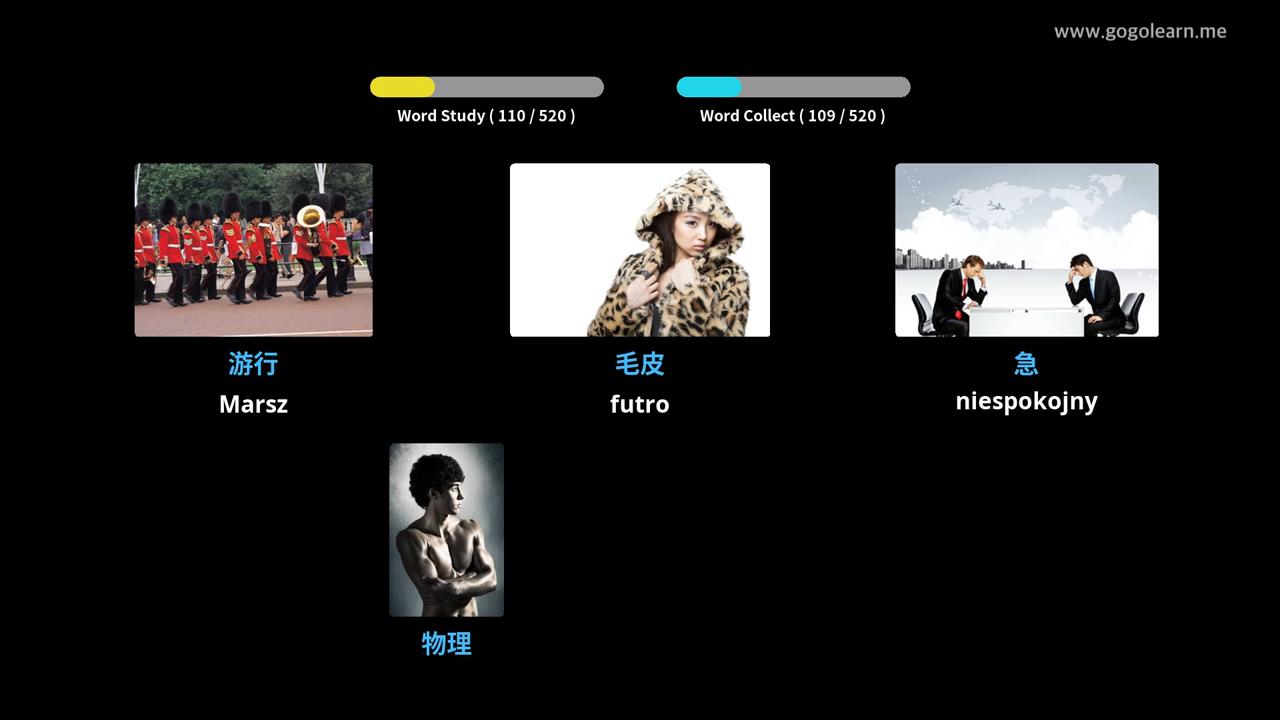 www.gogolearn.me
Word Study ( 110 / 520 )
Word Collect ( 109 / 520 )
游行
毛皮
急
Marsz
futro
niespokojny
物理